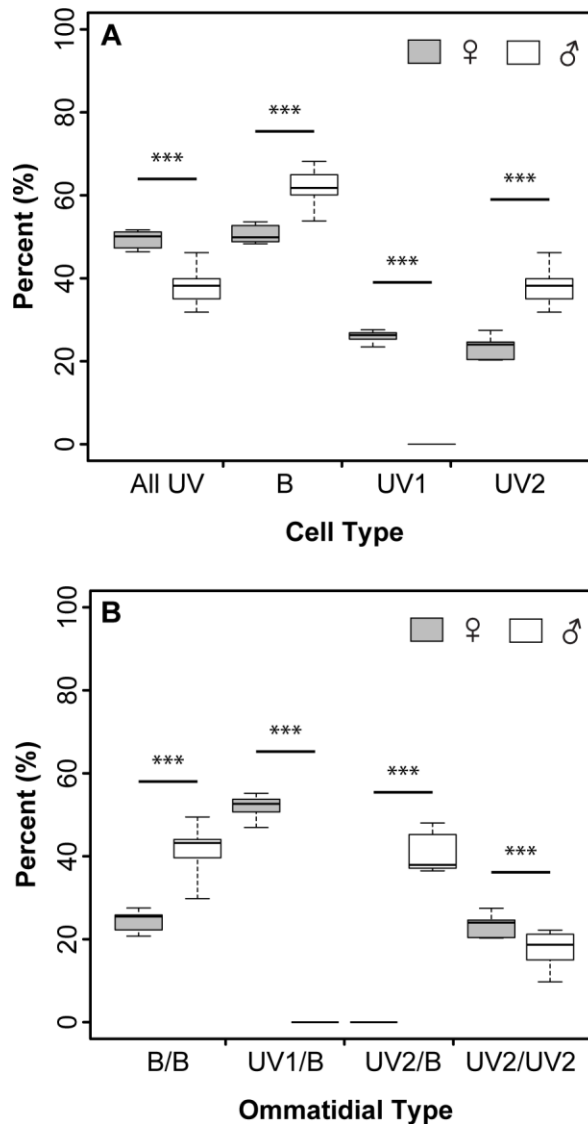 A ♀ ♂
100
80
60
40
20
0
Percent (%)
*** *** *** ***
All UV B UV1 UV2
Cell Type
B ♀ ♂
100
80
60
40
20
0
Percent (%)
*** *** *** ***
B/B UV1/B UV2/B UV2/UV2
Ommatidial Type